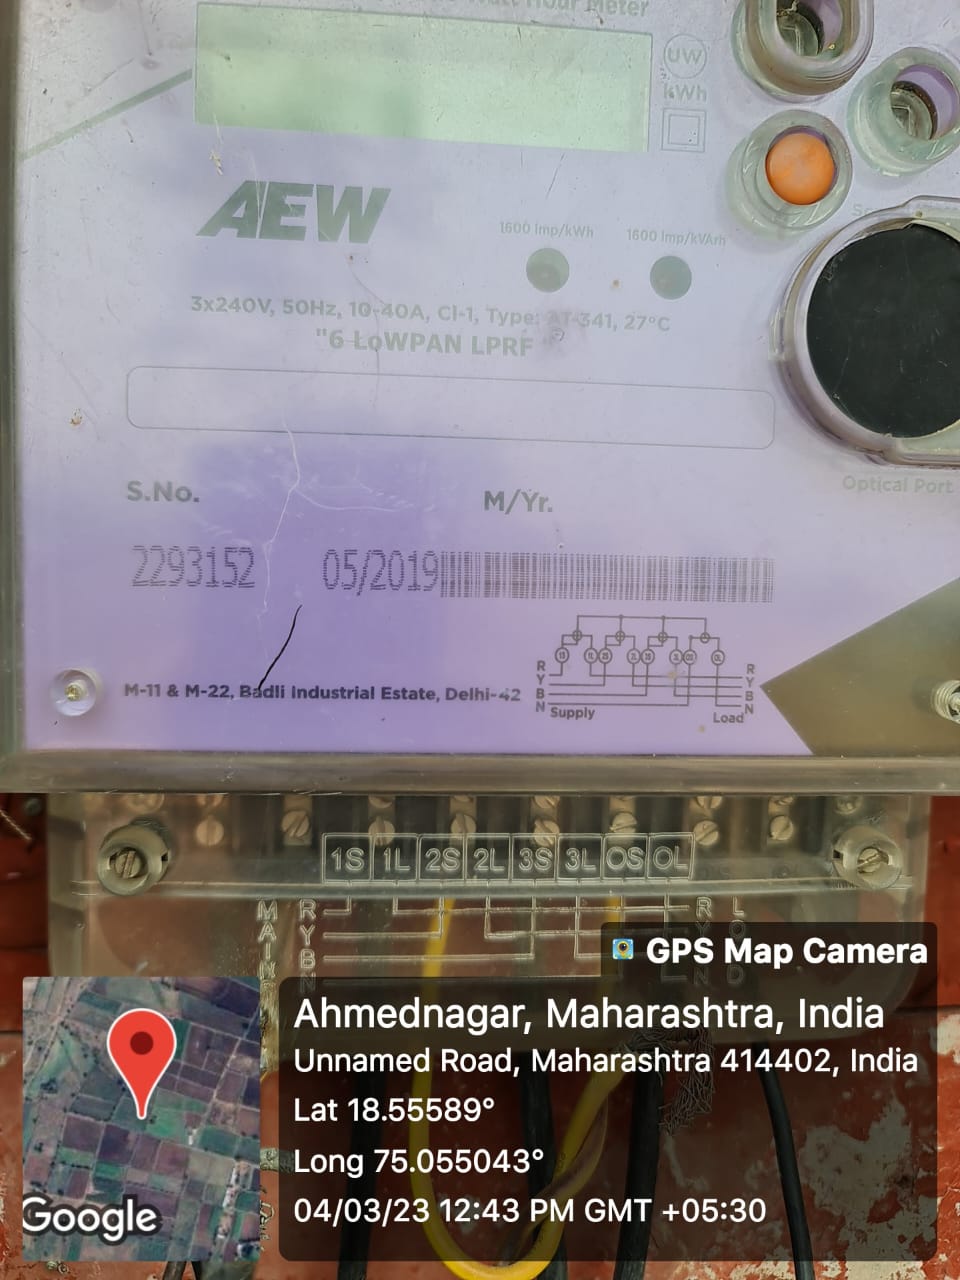 Watt Hour Meter
UW
kWh
AEW
1600 Imp/kWh 1600 Imp/kVArh
3x240V, 50Hz, 10-40A, Cl-1, Type: AT-341, 27°C
"6 LoWPAN LPRF"
Optical Port
S.No. M/Yr.
2293152 05/2019
M-11 & M-22, Badli Industrial Estate, Delhi-42
R
Y
B
N
Supply
R
Y
B
N
Load
1S 1L 2S 2L 3S 3L OS OL
MAIN
R
Y
B
N
R
Y
N
LOD
GPS Map Camera
Ahmednagar, Maharashtra, India
Unnamed Road, Maharashtra 414402, India
Lat 18.55589°
Long 75.055043°
04/03/23 12:43 PM GMT +05:30
Google